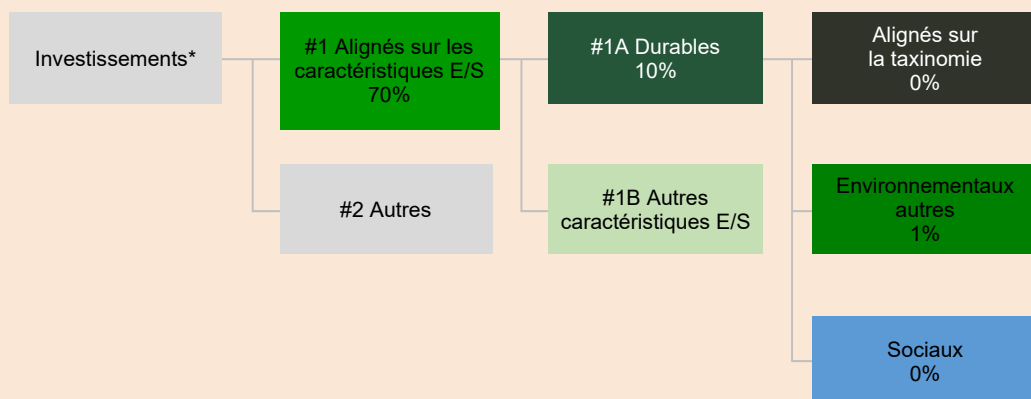 Investissements*
#1 Alignés sur les
caractéristiques E/S
70%
#2 Autres
#1A Durables
10%
#1B Autres
caractéristiques E/S
Alignés sur
la taxinomie
0%
Environnementaux
autres
1%
Sociaux
0%